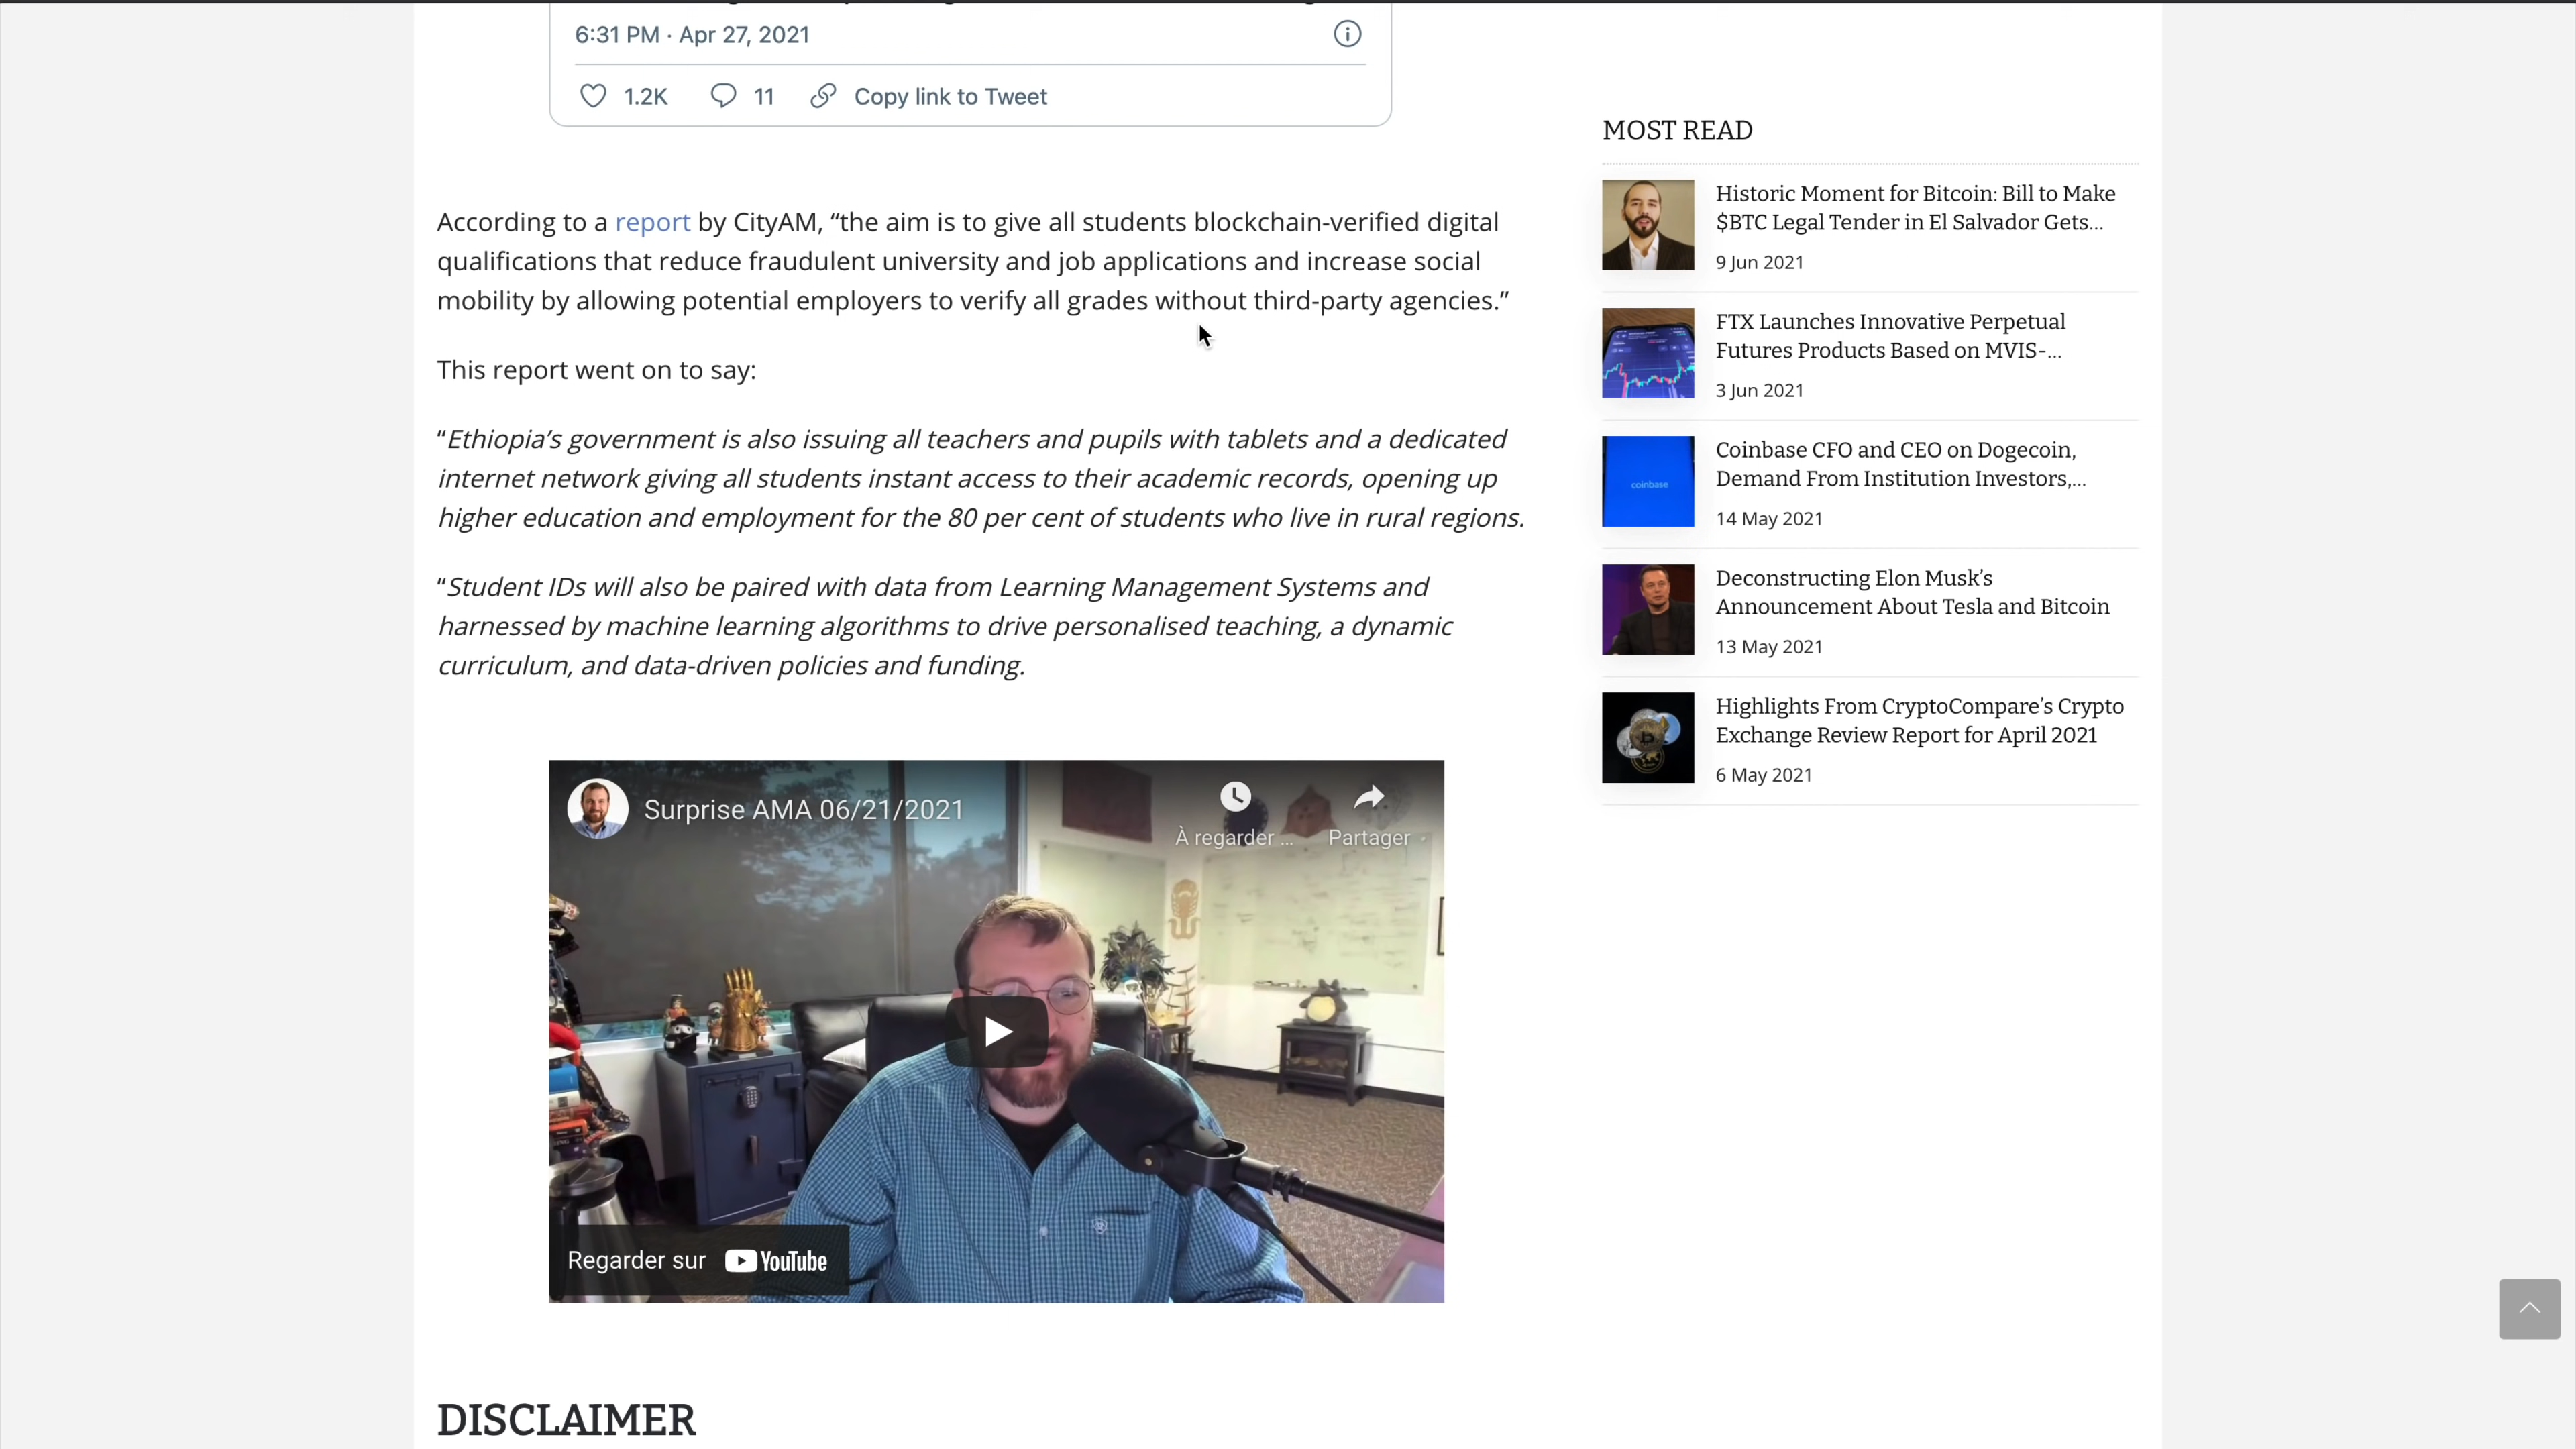 6:31 PM · Apr 27, 2021
1.2K 11 Copy link to Tweet
According to a report by CityAM, “the aim is to give all students blockchain-verified digital
qualifications that reduce fraudulent university and job applications and increase social
mobility by allowing potential employers to verify all grades without third-party agencies.”
This report went on to say:
“Ethiopia’s government is also issuing all teachers and pupils with tablets and a dedicated
internet network giving all students instant access to their academic records, opening up
higher education and employment for the 80 per cent of students who live in rural regions.
“Student IDs will also be paired with data from Learning Management Systems and
harnessed by machine learning algorithms to drive personalised teaching, a dynamic
curriculum, and data-driven policies and funding.
Surprise AMA 06/21/2021
À regarder ...
Partager
Regarder sur YouTube
DISCLAIMER
MOST READ
Historic Moment for Bitcoin: Bill to Make
$BTC Legal Tender in El Salvador Gets...
9 Jun 2021
FTX Launches Innovative Perpetual
Futures Products Based on MVIS-...
3 Jun 2021
coinbase
Coinbase CFO and CEO on Dogecoin,
Demand From Institution Investors,...
14 May 2021
Deconstructing Elon Musk’s
Announcement About Tesla and Bitcoin
13 May 2021
Highlights From CryptoCompare’s Crypto
Exchange Review Report for April 2021
6 May 2021